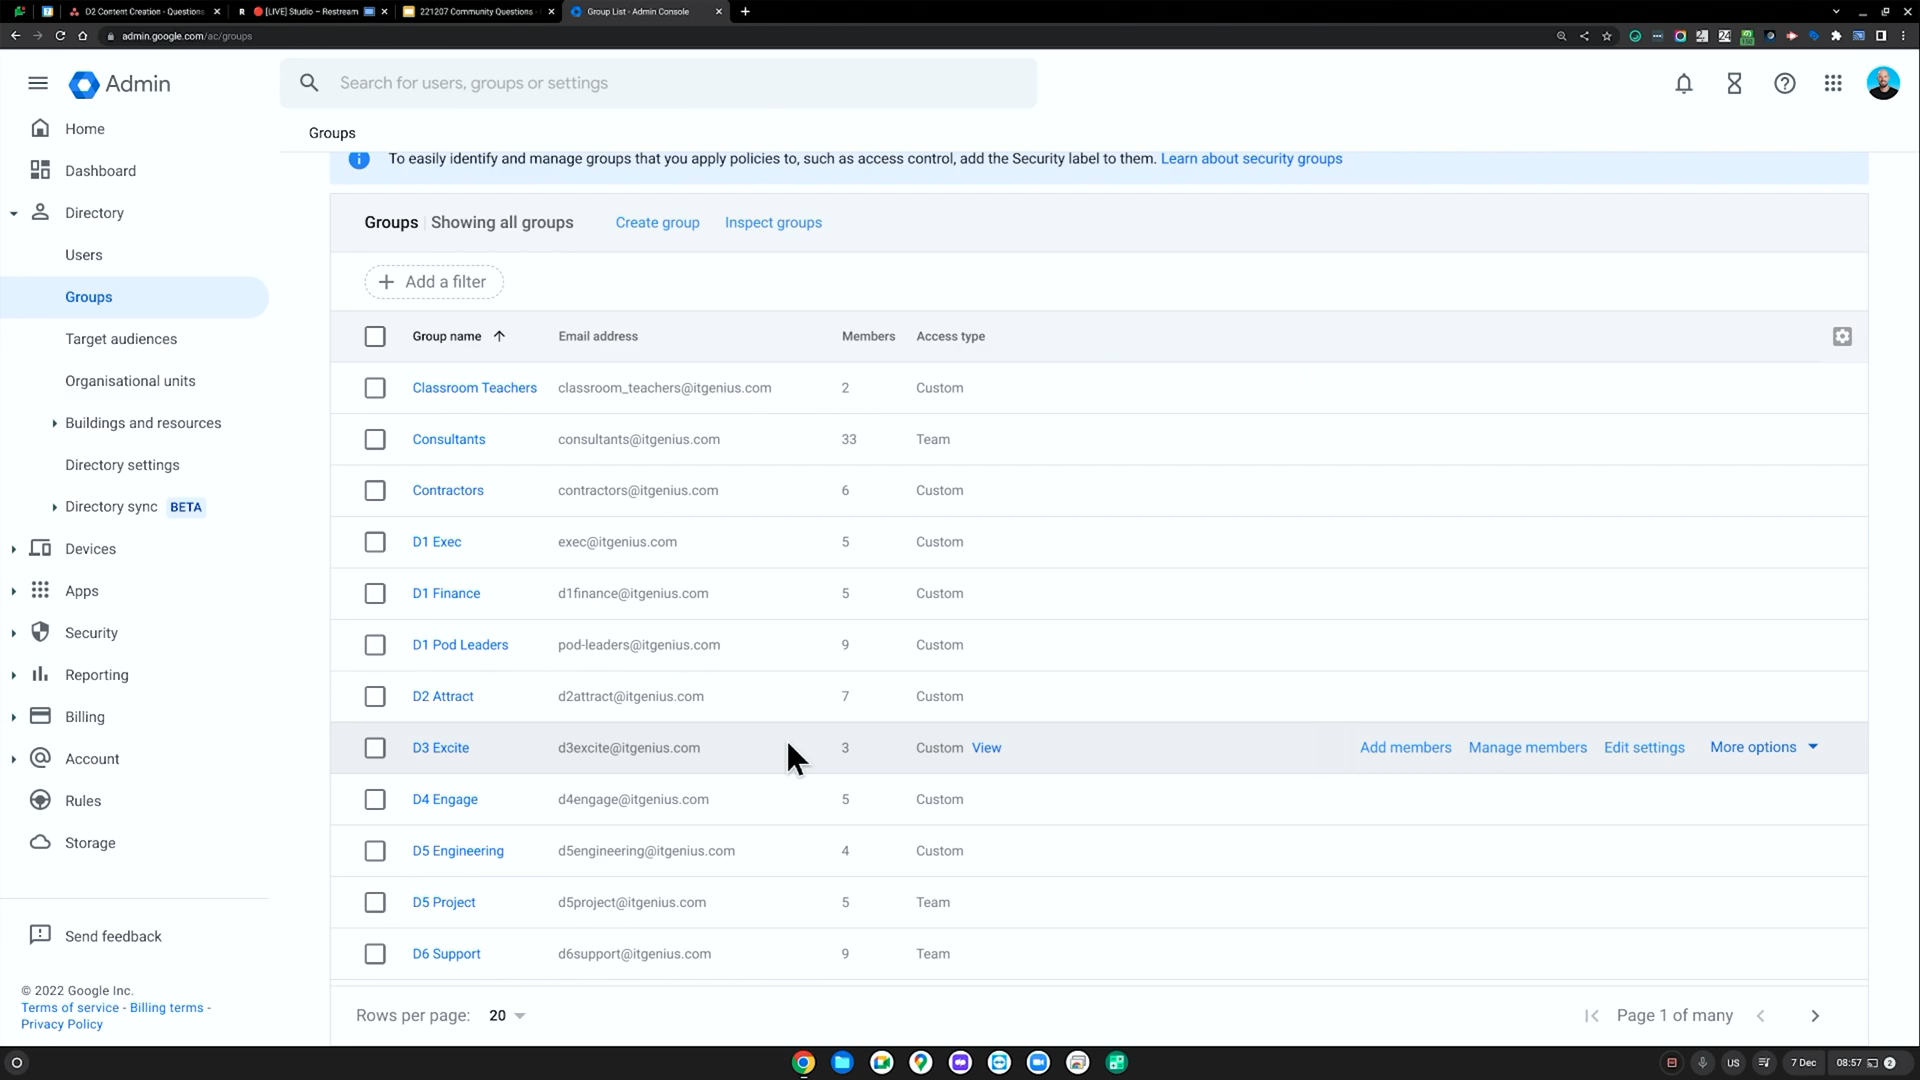 D2 Content Creation - Questions
[LIVE] Studio – Restream
221207 Community Questions -
Group List - Admin Console
admin.google.com/ac/groups
Admin
Search for users, groups or settings
Home
Dashboard
Directory
Users
Groups
Target audiences
Organisational units
Buildings and resources
Directory settings
Directory sync BETA
Devices
Apps
Security
Reporting
Billing
Account
Rules
Storage
Send feedback
© 2022 Google Inc.
Terms of service - Billing terms -
Privacy Policy
Groups
To easily identify and manage groups that you apply policies to, such as access control, add the Security label to them. Learn about security groups
Groups | Showing all groups Create group Inspect groups
+ Add a filter
Group name Email address Members Access type
Classroom Teachers classroom_teachers@itgenius.com 2 Custom
Consultants consultants@itgenius.com 33 Team
Contractors contractors@itgenius.com 6 Custom
D1 Exec exec@itgenius.com 5 Custom
D1 Finance d1finance@itgenius.com 5 Custom
D1 Pod Leaders pod-leaders@itgenius.com 9 Custom
D2 Attract d2attract@itgenius.com 7 Custom
D3 Excite d3excite@itgenius.com 3 Custom View Add members Manage members Edit settings More options
D4 Engage d4engage@itgenius.com 5 Custom
D5 Engineering d5engineering@itgenius.com 4 Custom
D5 Project d5project@itgenius.com 5 Team
D6 Support d6support@itgenius.com 9 Team
Rows per page: 20 Page 1 of many
US 7 Dec 08:57 2